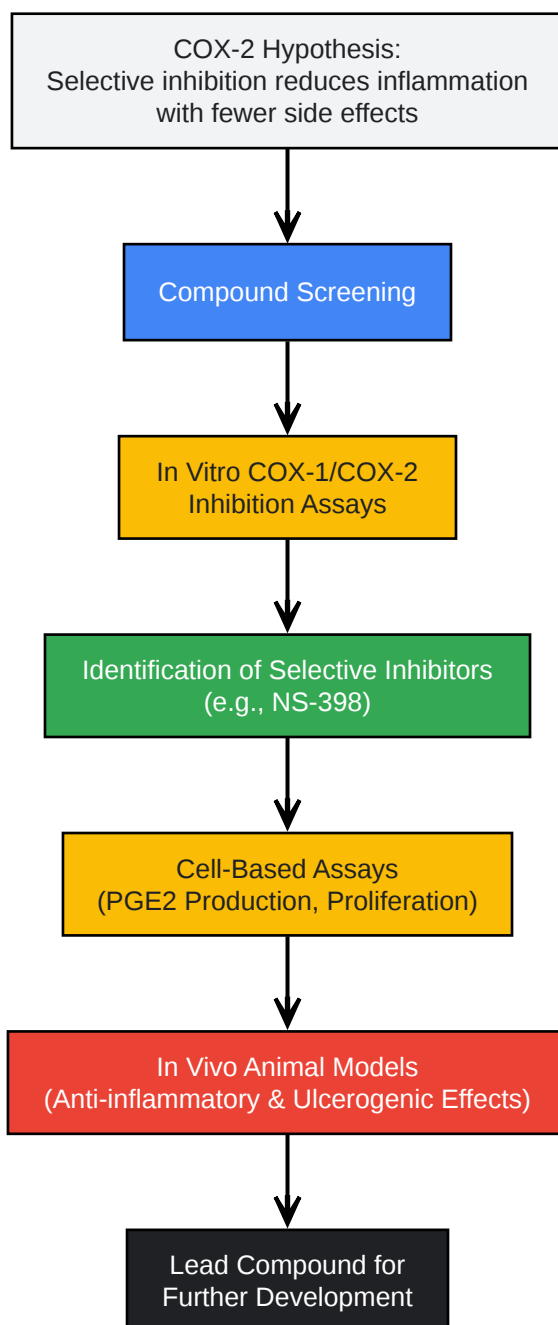 COX-2 Hypothesis:
Selective inhibition reduces inflammation
with fewer side effects
Compound Screening
In Vitro COX-1/COX-2
Inhibition Assays
Identification of Selective Inhibitors
(e.g., NS-398)
Cell-Based Assays
(PGE2 Production, Proliferation)
In Vivo Animal Models
(Anti-inflammatory & Ulcerogenic Effects)
Lead Compound for
Further Development